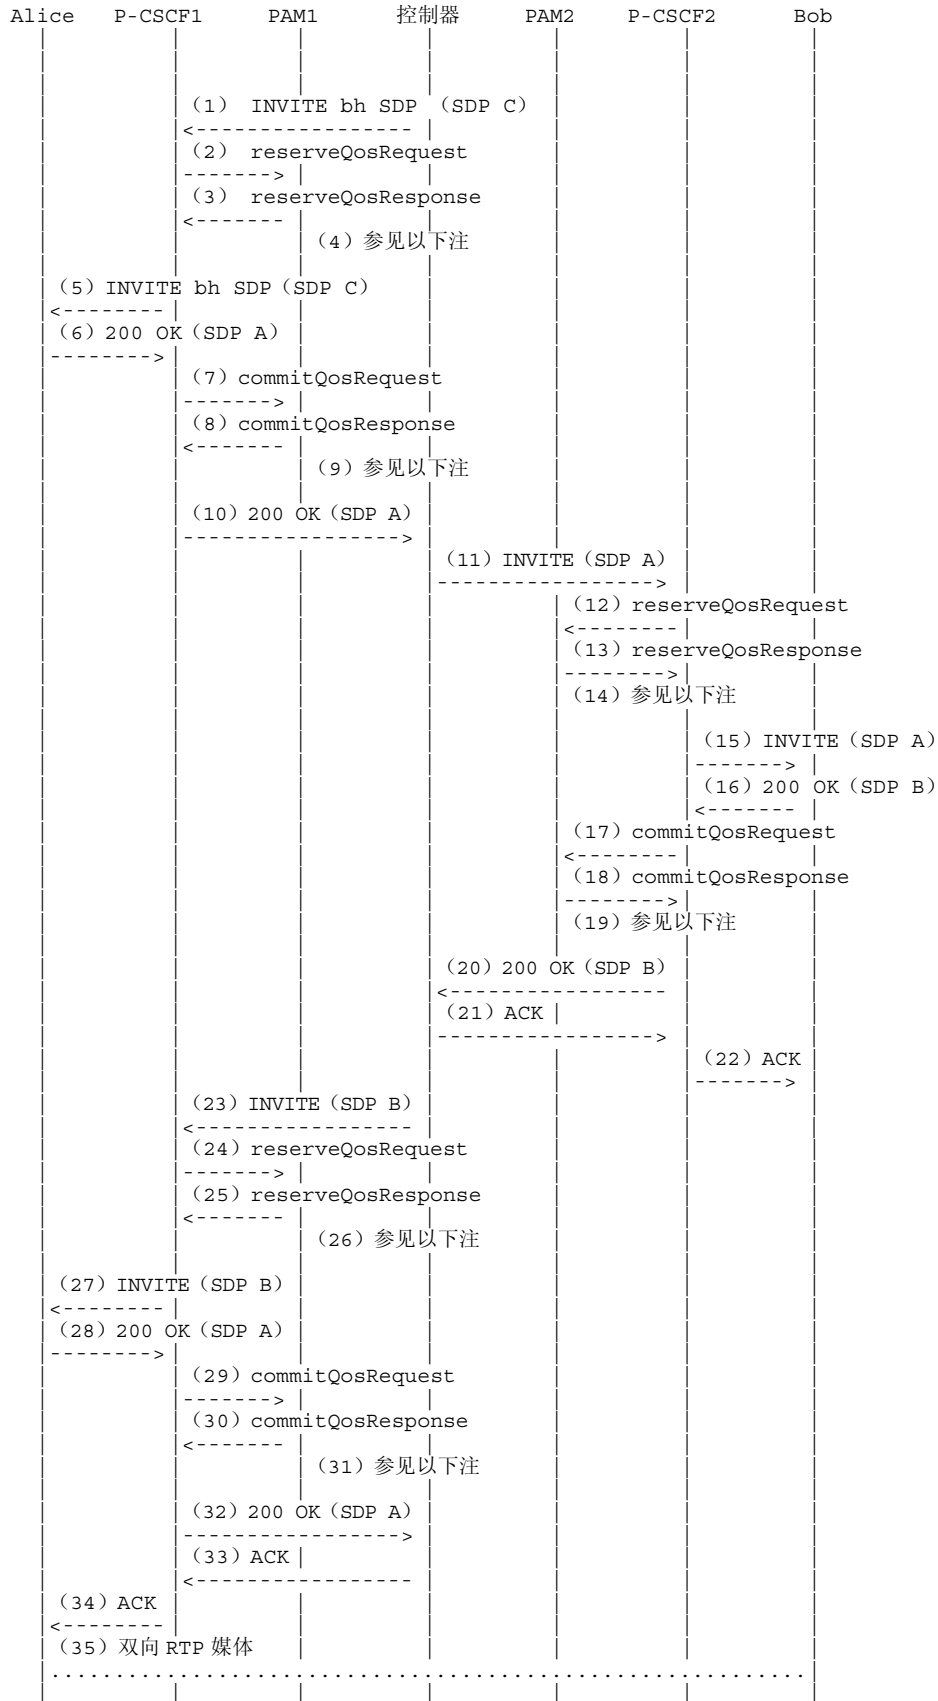 Alice P-CSCF1 PAM1 控制器 PAM2 P-CSCF2 Bob
（1） INVITE bh SDP （SDP C）
（2） reserveQosRequest
（3） reserveQosResponse
（4）参见以下注
（5）INVITE bh SDP（SDP C）
（6）200 OK（SDP A）
（7）commitQosRequest
（8）commitQosResponse
（9）参见以下注
（10）200 OK（SDP A）
（11）INVITE（SDP A）
（12）reserveQosRequest
（13）reserveQosResponse
（14）参见以下注
（15）INVITE（SDP A）
（16）200 OK（SDP B）
（17）commitQosRequest
（18）commitQosResponse
（19）参见以下注
（20）200 OK（SDP B）
（21）ACK
（22）ACK
（23）INVITE（SDP B）
（24）reserveQosRequest
（25）reserveQosResponse
（26）参见以下注
（27）INVITE（SDP B）
（28）200 OK（SDP A）
（29）commitQosRequest
（30）commitQosResponse
（31）参见以下注
（32）200 OK（SDP A）
（33）ACK
（34）ACK
（35）双向 RTP 媒体